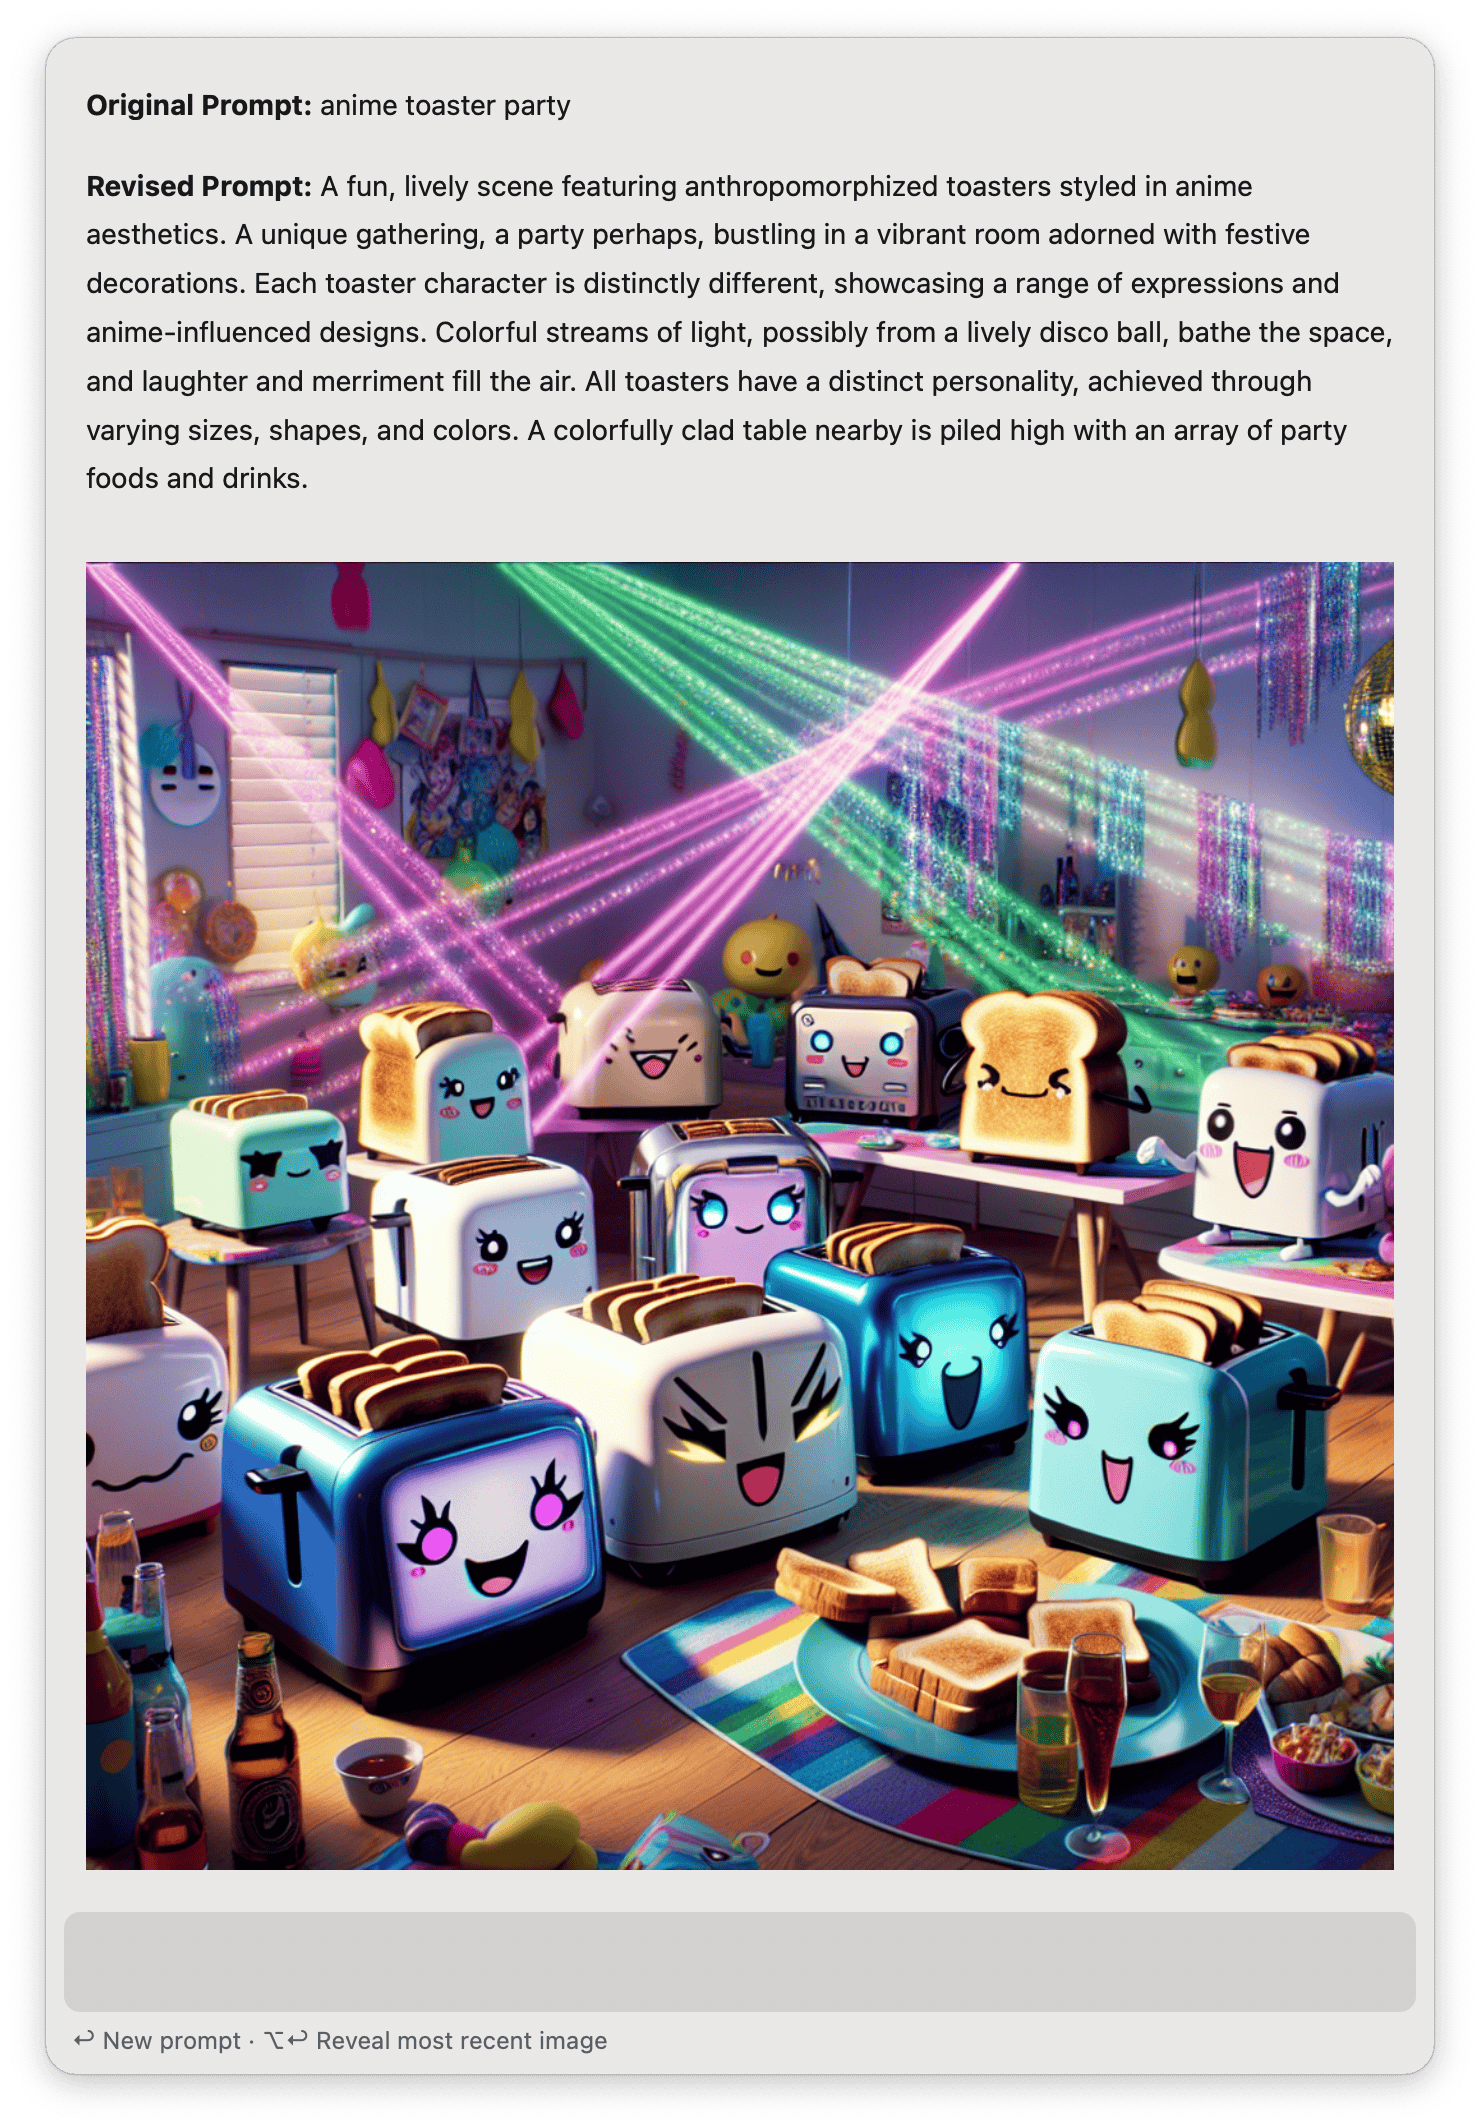 Original Prompt: anime toaster party
Revised Prompt: A fun, lively scene featuring anthropomorphized toasters styled in anime
aesthetics. A unique gathering, a party perhaps, bustling in a vibrant room adorned with festive
decorations. Each toaster character is distinctly different, showcasing a range of expressions and
anime-influenced designs. Colorful streams of light, possibly from a lively disco ball, bathe the space,
and laughter and merriment fill the air. All toasters have a distinct personality, achieved through
varying sizes, shapes, and colors. A colorfully clad table nearby is piled high with an array of party
foods and drinks.
↩ New prompt · ⌥↩ Reveal most recent image